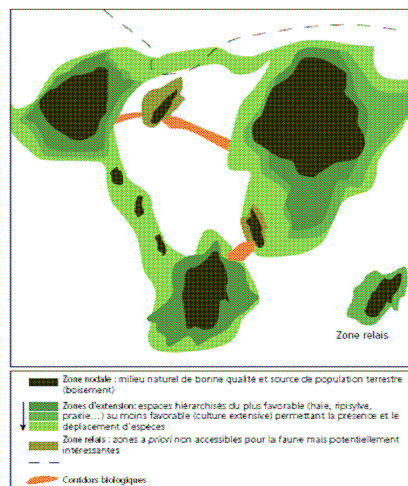 Zone relais
Zone nodale : milieu naturel de bonne qualité et source de population terrestre
(boisement)
Zones d'extension : espaces hiérarchisés du plus favorable (haie, ripisylve,
prairie...) au moins favorable (culture extensive) permettant la présence et le
déplacement d'espèces
Zone relais : zones a priori non accessibles pour la faune mais potentiellement
intéressantes
Corridors biologiques